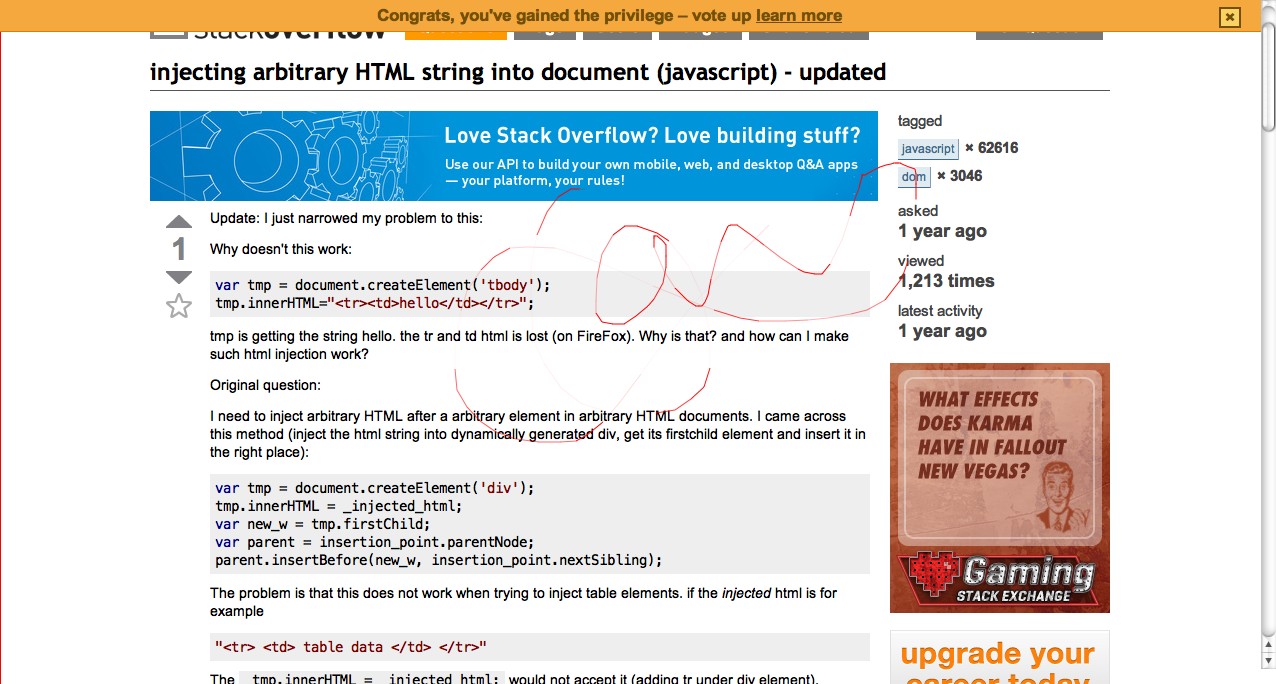 Congrats, you've gained the privilege – vote up learn more
stackoverflow
injecting arbitrary HTML string into document (javascript) - updated
Love Stack Overflow? Love building stuff?
Use our API to build your own mobile, web, and desktop Q&A apps
— your platform, your rules!
tagged
javascript × 62616
dom × 3046
asked
1 year ago
viewed
1,213 times
latest activity
1 year ago
1
Update: I just narrowed my problem to this:
Why doesn't this work:
var tmp = document.createElement('tbody');
tmp.innerHTML="<tr><td>hello</td></tr>";
tmp is getting the string hello. the tr and td html is lost (on FireFox). Why is that? and how can I make
such html injection work?
Original question:
I need to inject arbitrary HTML after a arbitrary element in arbitrary HTML documents. I came across
this method (inject the html string into dynamically generated div, get its firstchild element and insert it in
the right place):
var tmp = document.createElement('div');
tmp.innerHTML = _injected_html;
var new_w = tmp.firstChild;
var parent = insertion_point.parentNode;
parent.insertBefore(new_w, insertion_point.nextSibling);
The problem is that this does not work when trying to inject table elements. if the injected html is for
example
"<tr> <td> table data </td> </tr>"
The tmp.innerHTML = _injected_html; would not accept it (adding tr under div element).
WHAT EFFECTS
DOES KARMA
HAVE IN FALLOUT
NEW VEGAS?
Gaming
STACK EXCHANGE
upgrade your
career today